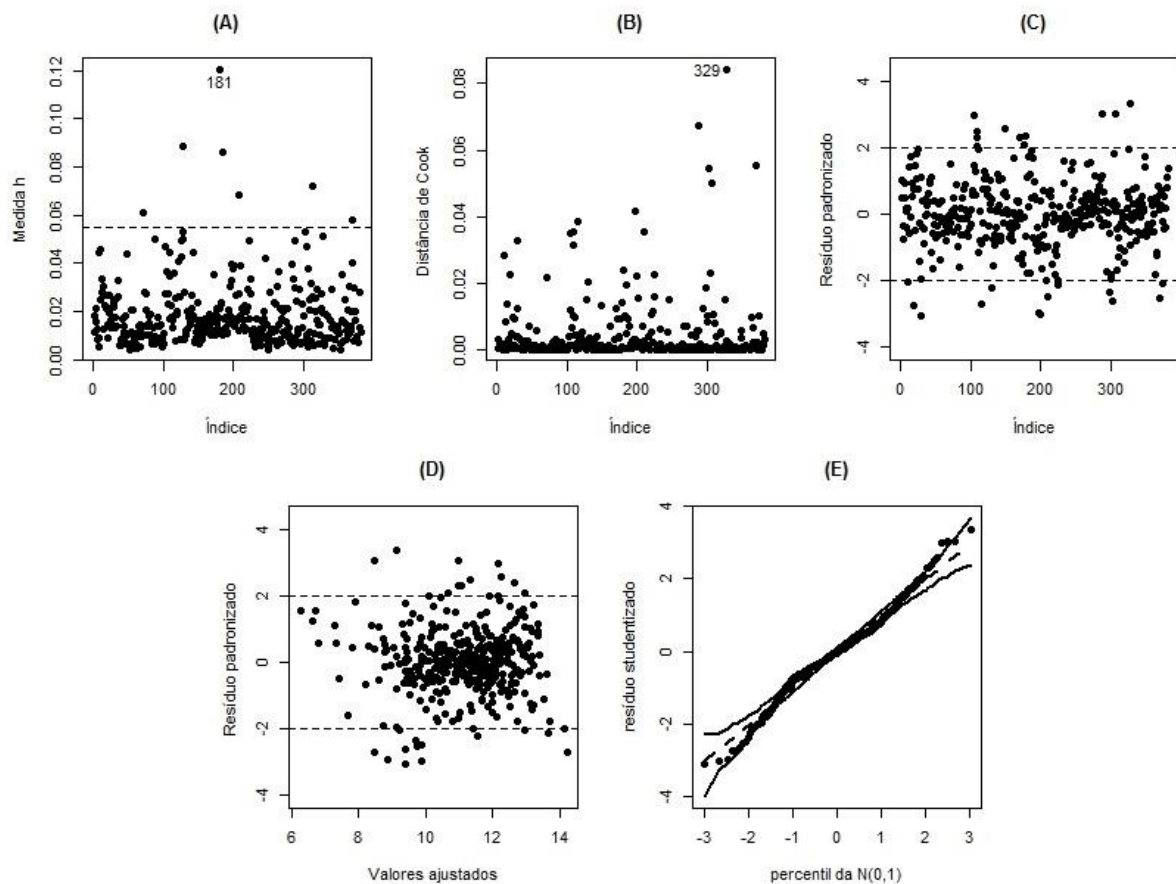 (A)
Medida h
0.00 0.02 0.04 0.06 0.08 0.10 0.12
181
0 100 200 300
Índice
(B)
Distância de Cook
0.00 0.02 0.04 0.06 0.08
329
0 100 200 300
Índice
(C)
Resíduo padronizado
-4 -2 0 2 4
0 100 200 300
Índice
(D)
Resíduo padronizado
-4 -2 0 2 4
6 8 10 12 14
Valores ajustados
(E)
resíduo studentizado
-4 -2 0 2 4
-3 -2 -1 0 1 2 3
percentil da N(0,1)